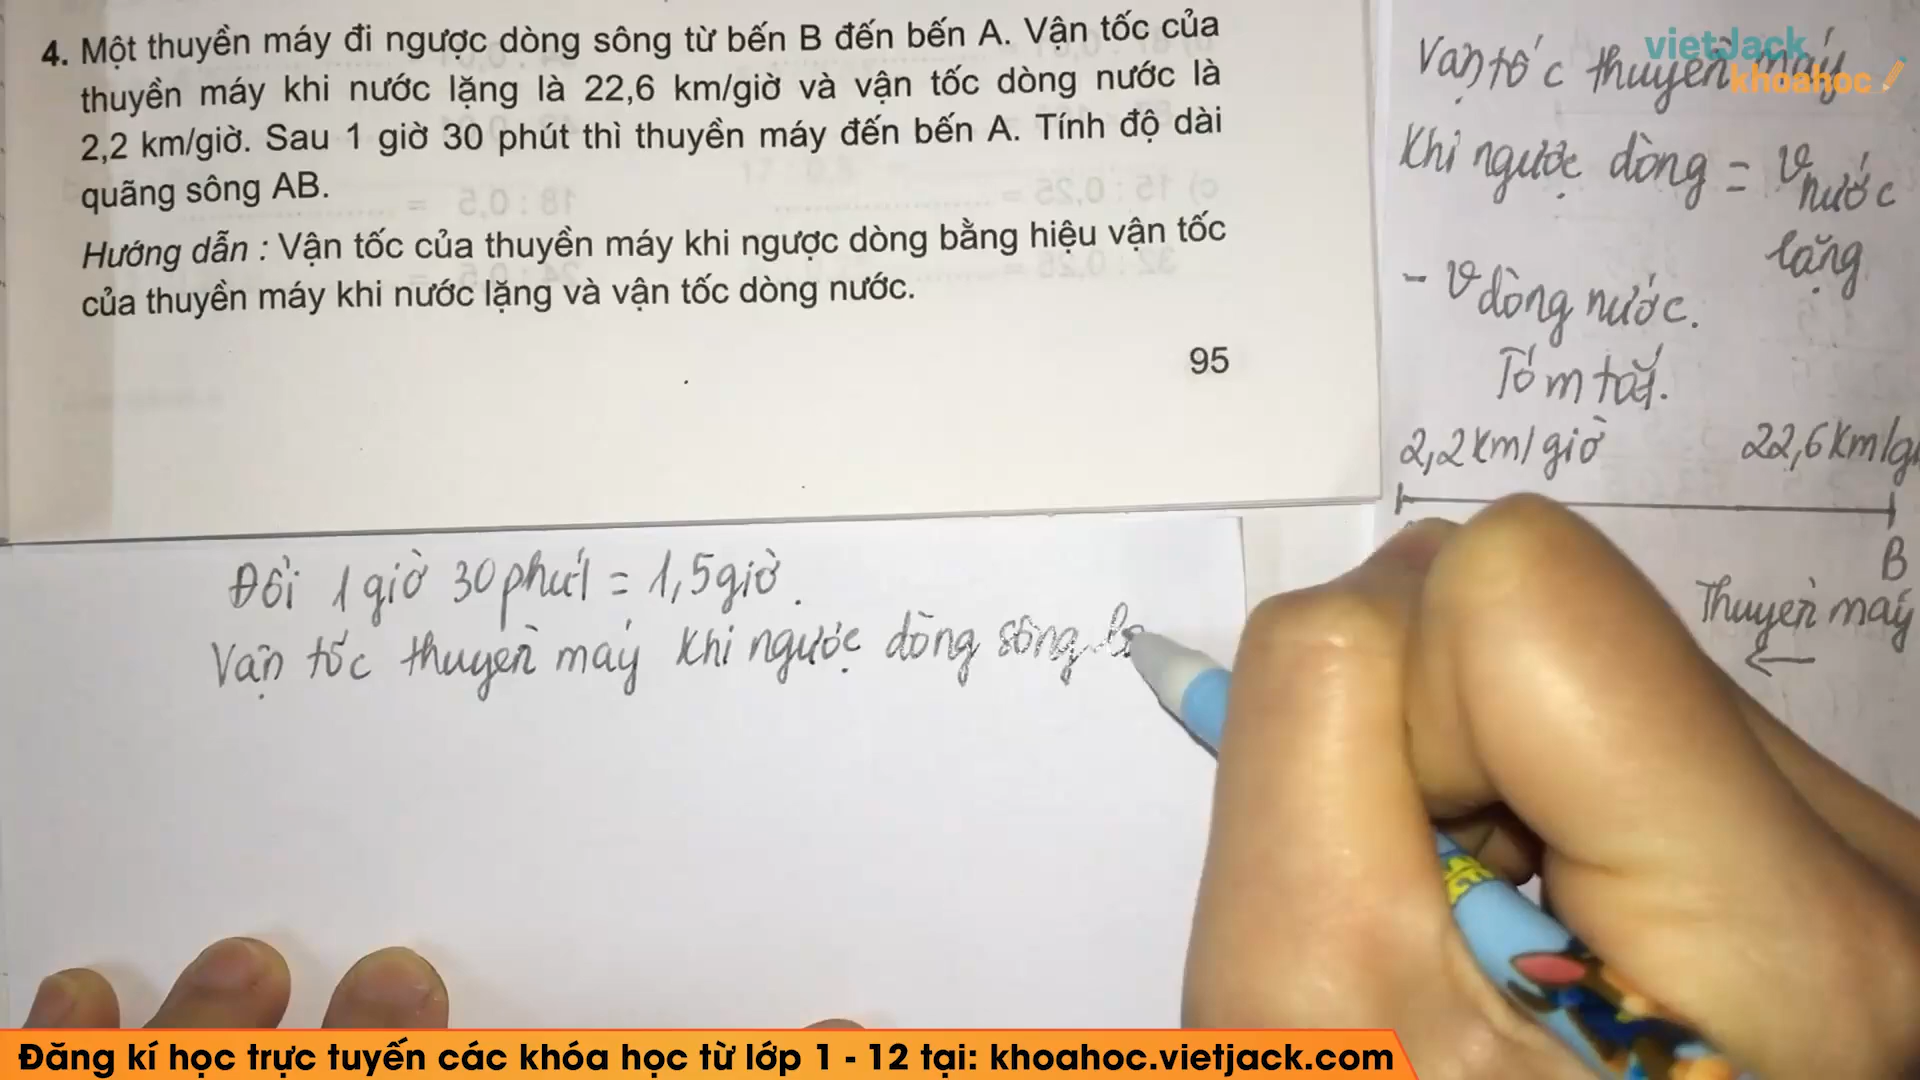 4. Một thuyền máy đi ngược dòng sông từ bến B đến bến A. Vận tốc của
thuyền máy khi nước lặng là 22,6 km/giờ và vận tốc dòng nước là
2,2 km/giờ. Sau 1 giờ 30 phút thì thuyền máy đến bến A. Tính độ dài
quãng sông AB.
Hướng dẫn : Vận tốc của thuyền máy khi ngược dòng bằng hiệu vận tốc
của thuyền máy khi nước lặng và vận tốc dòng nước.
95
vietJack
khoahoc
Vận tốc thuyền máy
Khi ngược dòng = v nước
lặng
- v dòng nước.
Tóm tắt.
2,2 km/giờ 22,6 km/gi
B
Thuyền máy
Đổi 1 giờ 30 phút = 1,5 giờ.
Vận tốc thuyền máy khi ngược dòng sông
15 : 0,25 =
18 : 0,5 =
Đăng kí học trực tuyến các khóa học từ lớp 1 - 12 tại: khoahoc.vietjack.com